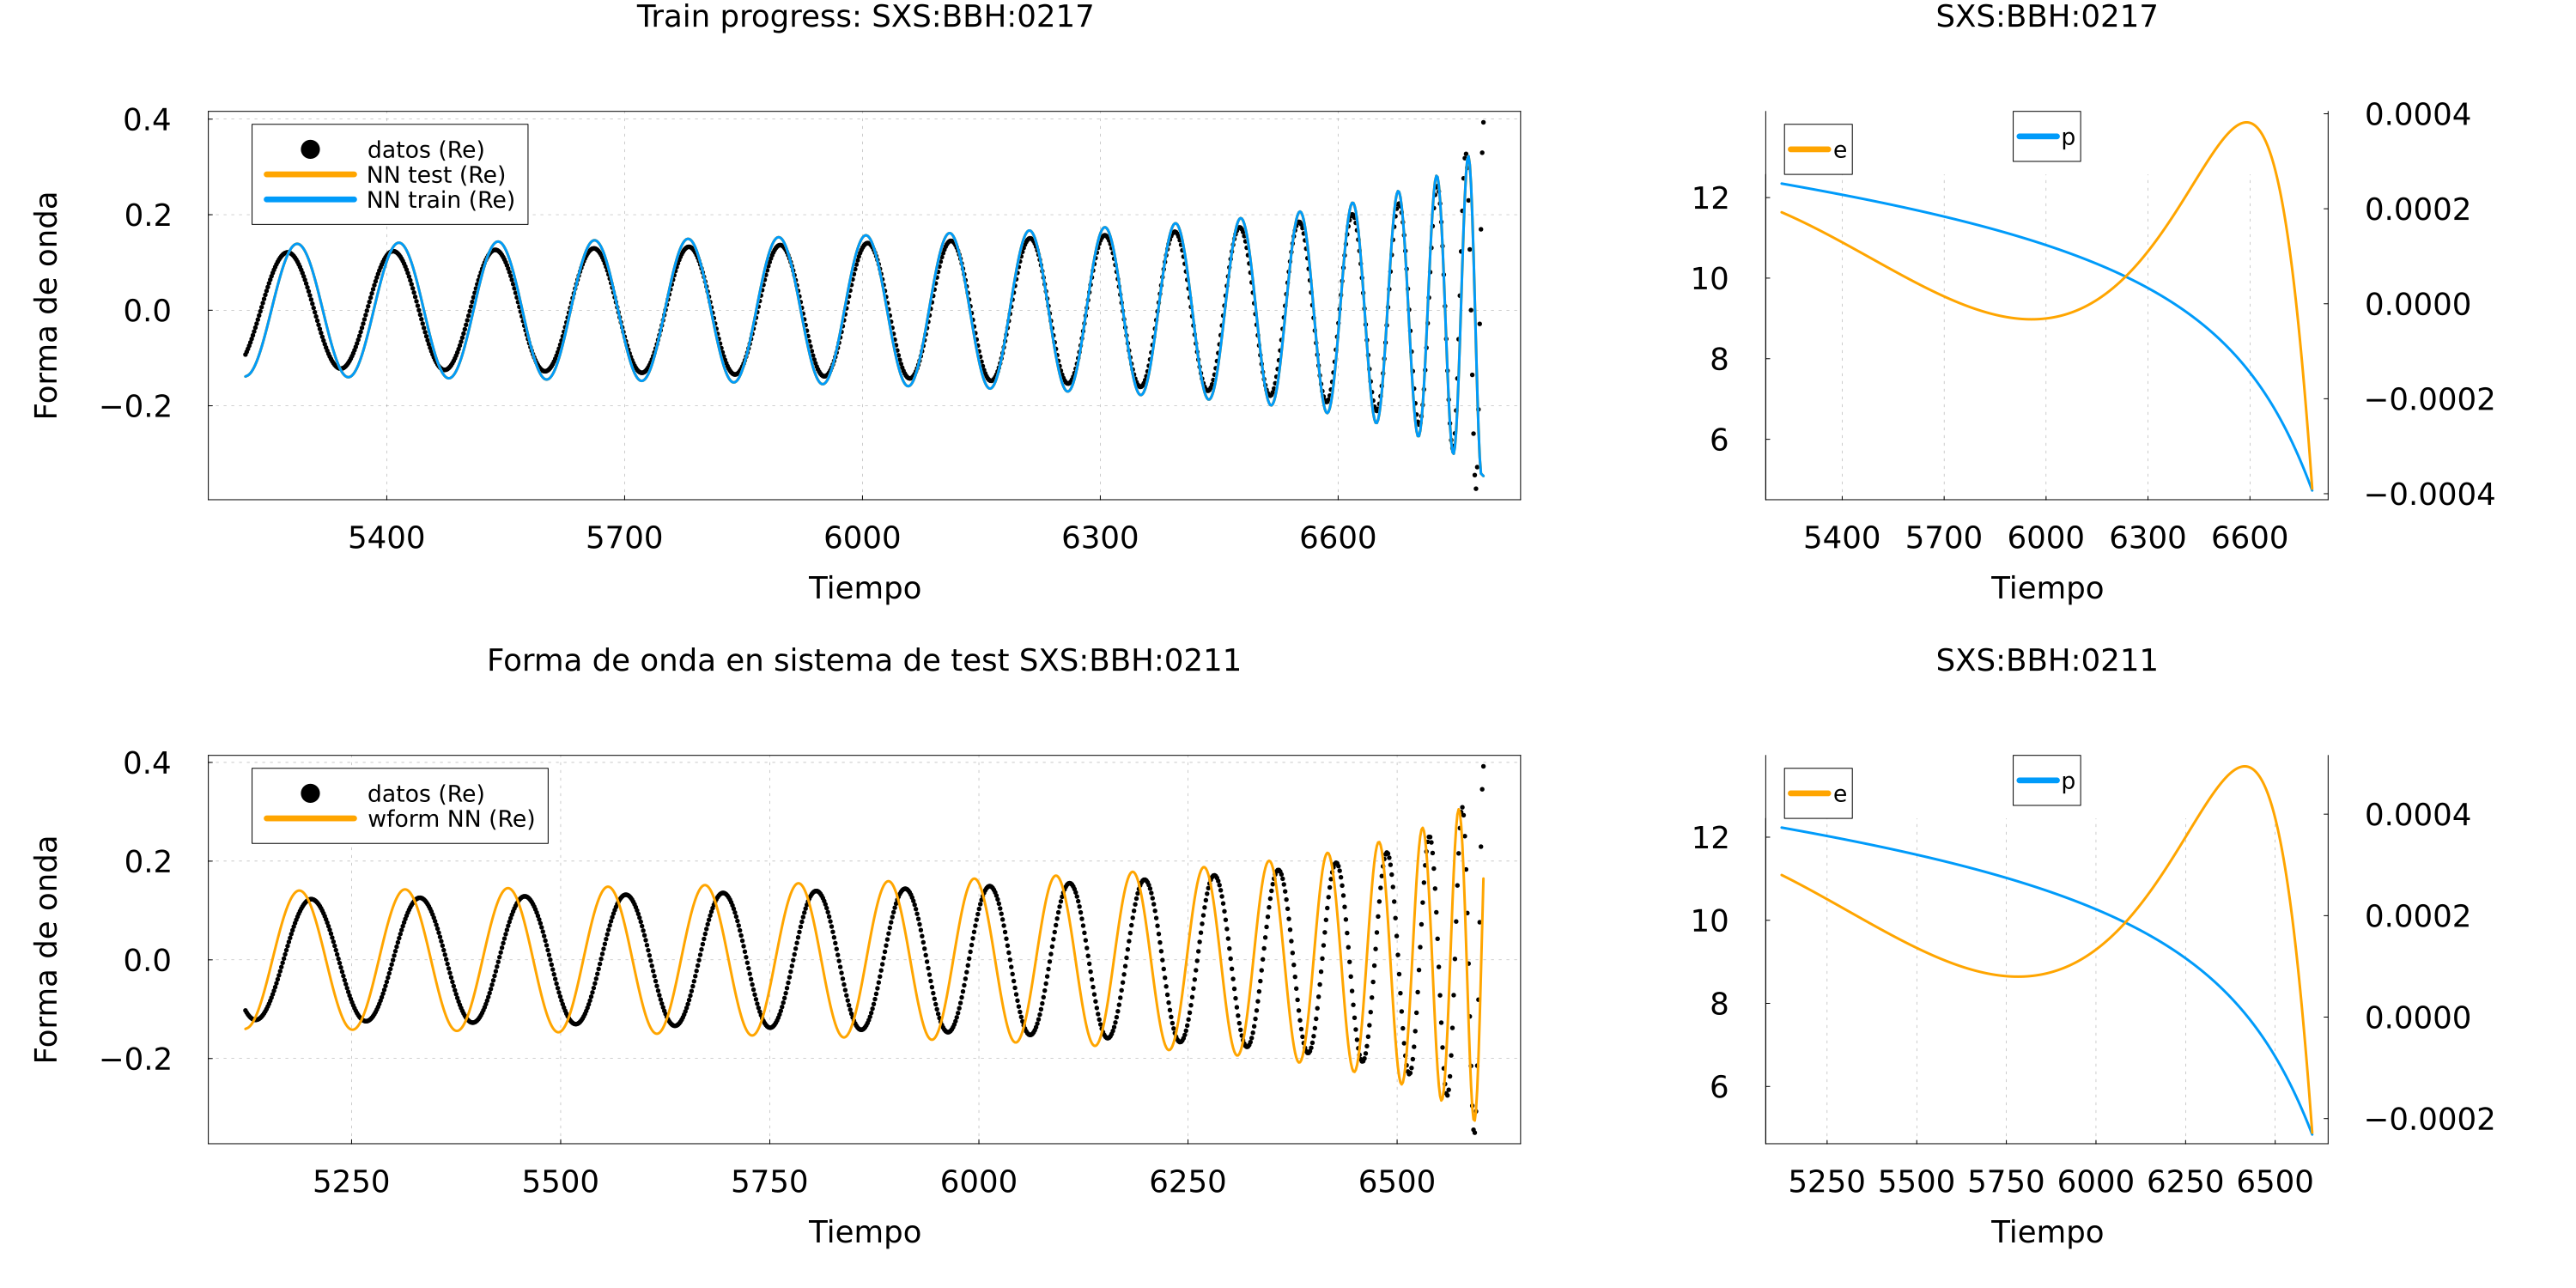 Train progress: SXS:BBH:0217
Forma de onda
0.4
0.2
0.0
−0.2
datos (Re)
NN test (Re)
NN train (Re)
5400 5700 6000 6300 6600
Tiempo
SXS:BBH:0217
12
10
8
6
e
p
0.0004
0.0002
0.0000
−0.0002
−0.0004
5400 5700 6000 6300 6600
Tiempo
Forma de onda en sistema de test SXS:BBH:0211
Forma de onda
0.4
0.2
0.0
−0.2
datos (Re)
wform NN (Re)
5250 5500 5750 6000 6250 6500
Tiempo
SXS:BBH:0211
12
10
8
6
e
p
0.0004
0.0002
0.0000
−0.0002
5250 5500 5750 6000 6250 6500
Tiempo